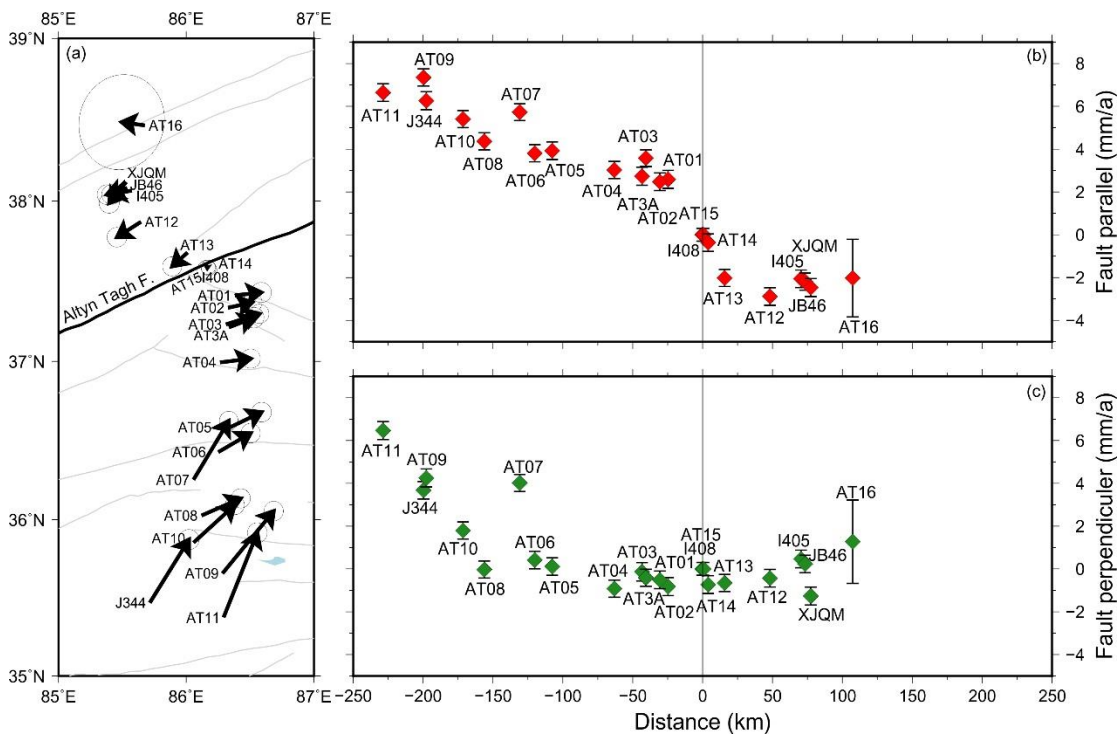 85˚E 86˚E 87˚E
39˚N
38˚N
37˚N
36˚N
35˚N
85˚E 86˚E 87˚E
(a)
AT16
XJQM
JB46
I405
AT12
AT13
AT14
I408
AT15
Altyn Tagh F.
AT01
AT02
AT03
AT3A
AT04
AT05
AT06
AT07
AT08
AT10
AT09
J344
AT11
(b)
AT09
AT11
J344
AT07
AT10
AT08
AT06
AT05
AT03
AT01
AT04
AT3A
AT02
AT15
I408
AT14
AT13
XJQM
I405
AT12
JB46
AT16
8
6
4
2
0
−2
−4
Fault parallel (mm/a)
(c)
AT11
AT09
J344
AT07
AT10
AT08
AT06
AT05
AT03
AT04
AT01
AT3A
AT02
AT15
I408
AT13
AT14
AT12
I405
JB46
XJQM
AT16
8
6
4
2
0
−2
−4
Fault perpendiculer (mm/a)
−250 −200 −150 −100 −50 0 50 100 150 200 250
Distance (km)